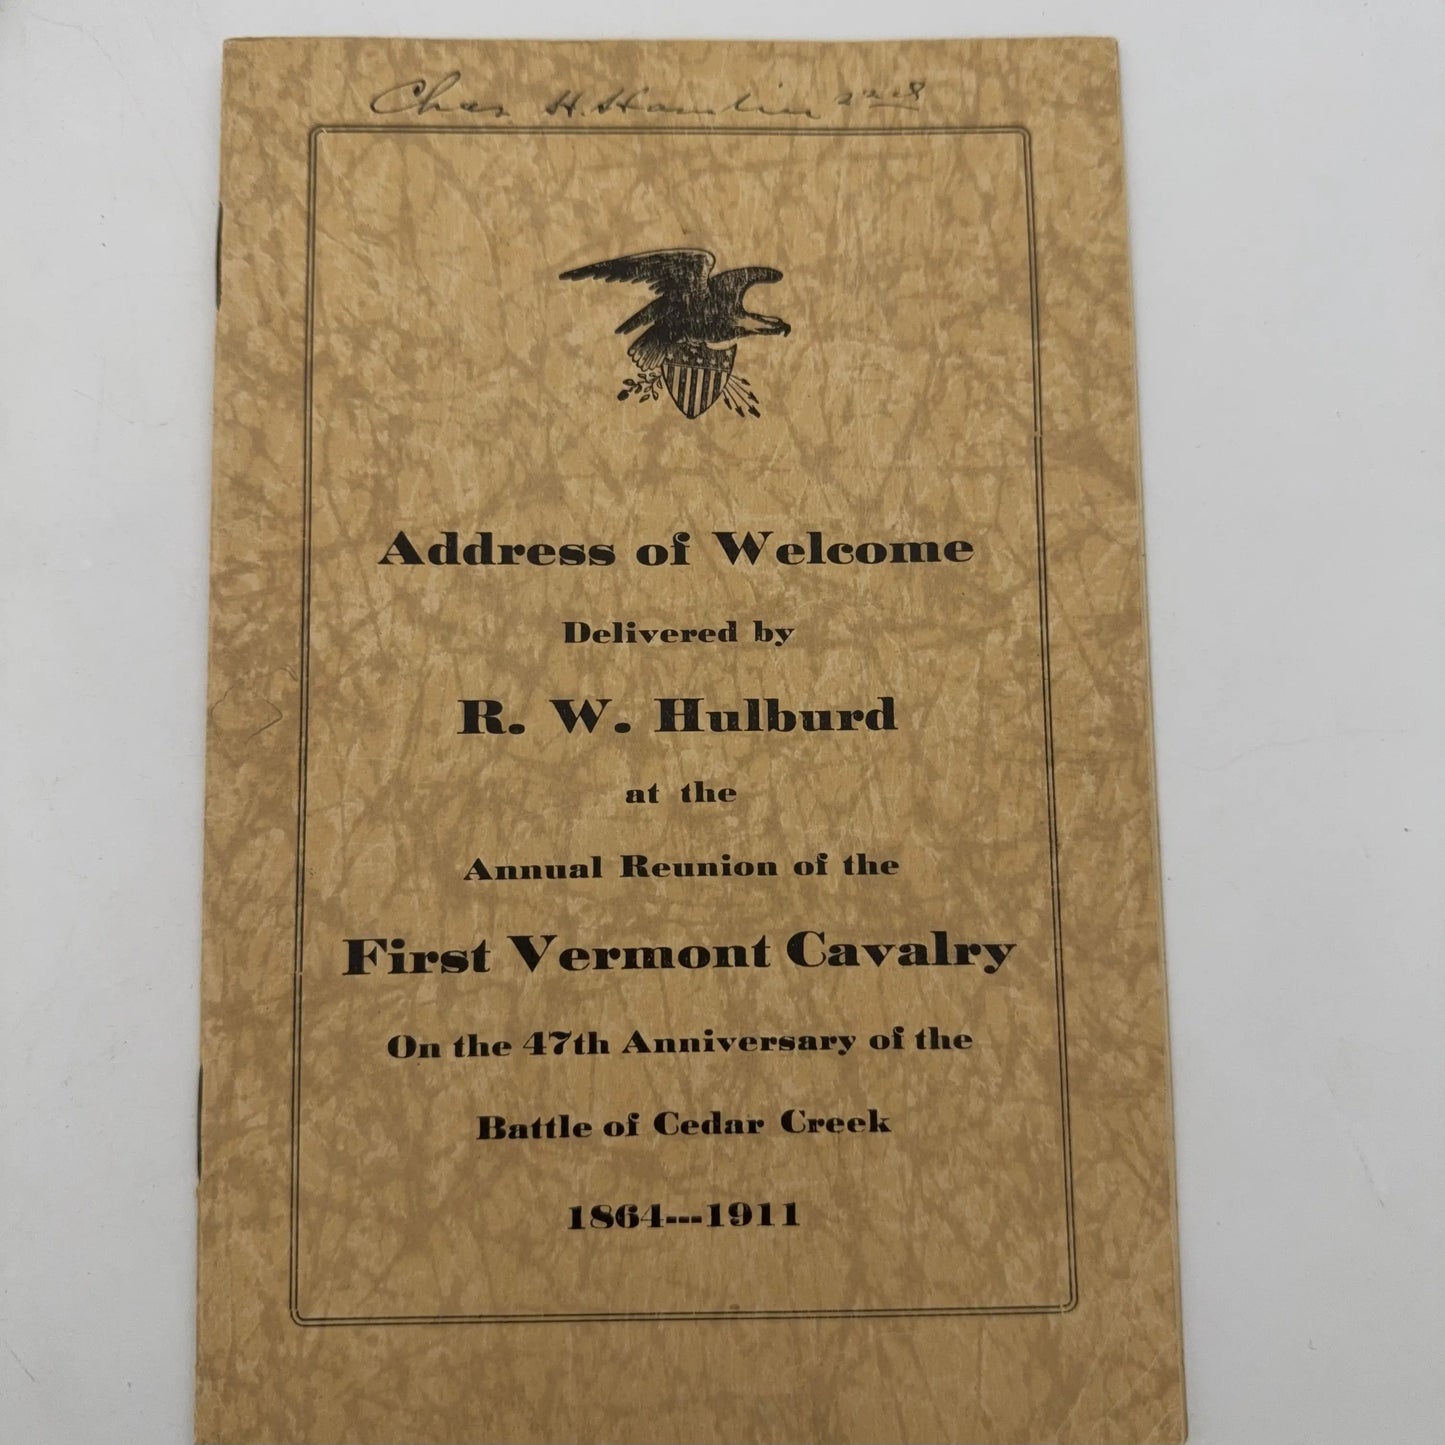 Chas H. Hamlin 2nd
Address of Welcome
Delivered by
R. W. Hulburd
at the
Annual Reunion of the
First Vermont Cavalry
On the 47th Anniversary of the
Battle of Cedar Creek
1864---1911